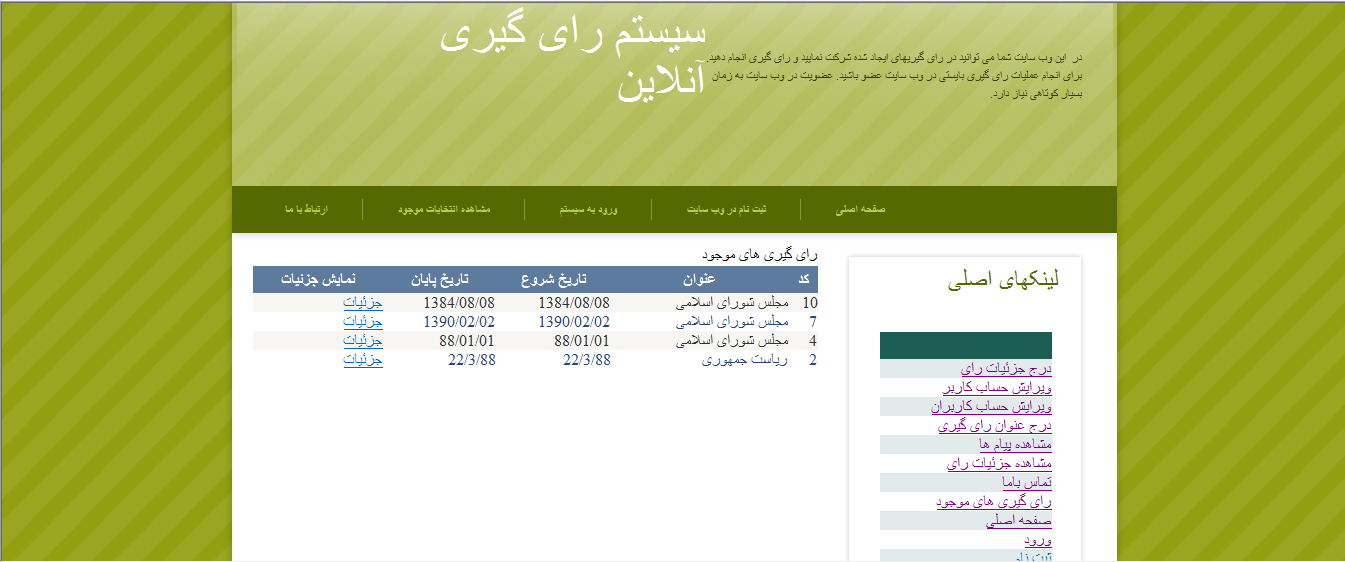 سیستم رای گیری
آنلاین
در این وب سایت شما می توانید در رای گیریهای ایجاد شده شرکت نمایید و رای گیری انجام دهید.
برای انجام عملیات رای گیری بایستی در وب سایت عضو باشید. عضویت در وب سایت به زمان
بسیار کوتاهی نیاز دارد.
صفحه اصلی ثبت نام در وب سایت ورود به سیستم مشاهده انتخابات موجود ارتباط با ما
لینکهای اصلی
درج جزئیات رای
ویرایش حساب کاربر
ویرایش حساب کاربران
درج عنوان رای گیری
مشاهده پیام ها
مشاهده جزئیات رای
تماس باما
رای گیری های موجود
صفحه اصلی
ورود
ثبت نام
رای گیری های موجود
کد عنوان تاریخ شروع تاریخ پایان نمایش جزئیات
10 مجلس شورای اسلامی 1384/08/08 1384/08/08 جزئیات
7 مجلس شورای اسلامی 1390/02/02 1390/02/02 جزئیات
4 مجلس شورای اسلامی 88/01/01 88/01/01 جزئیات
2 ریاست جمهوری 22/3/88 22/3/88 جزئیات